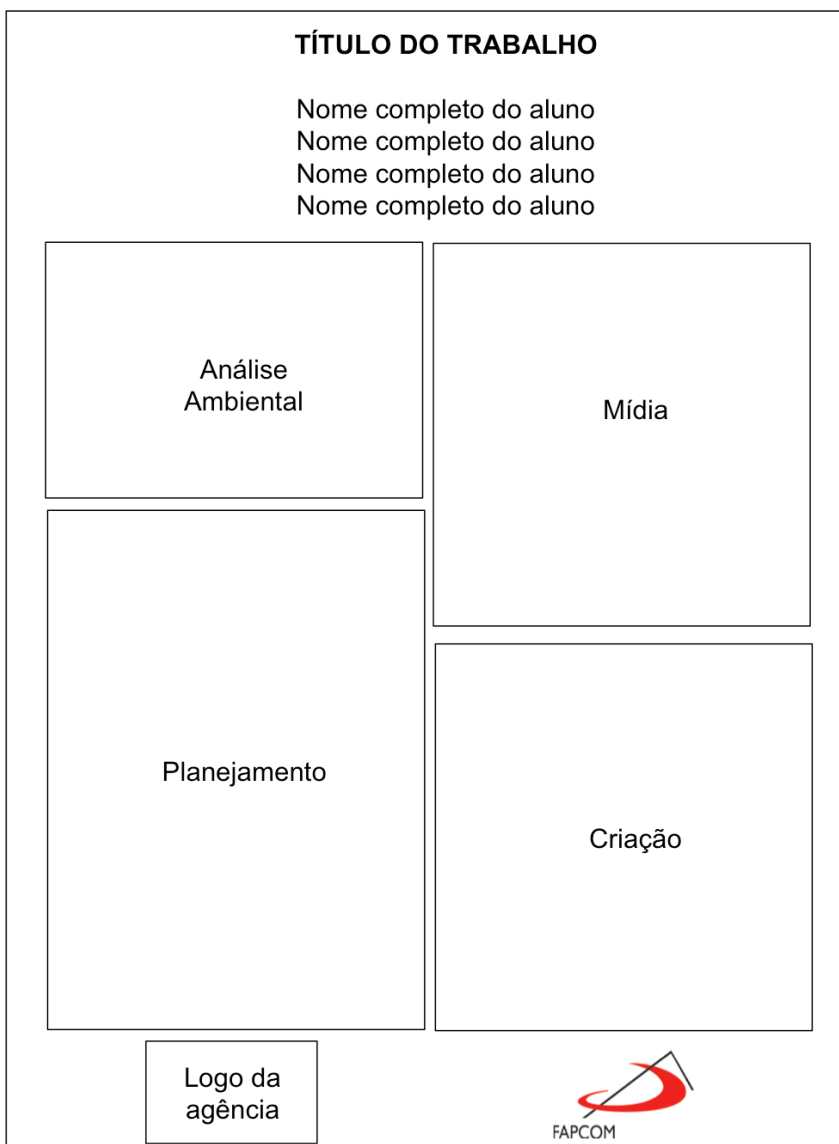 TÍTULO DO TRABALHO
Nome completo do aluno
Nome completo do aluno
Nome completo do aluno
Nome completo do aluno
Análise
Ambiental
Mídia
Planejamento
Criação
Logo da
agência
FAPCOM